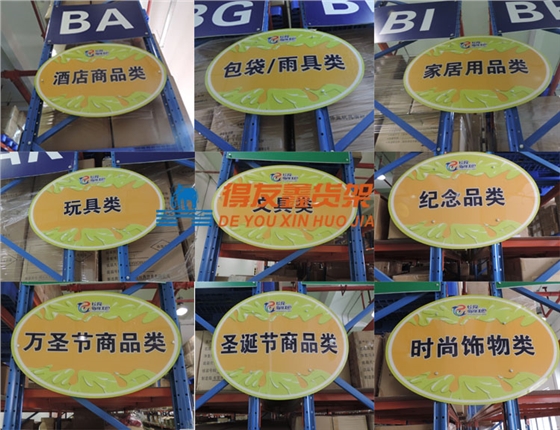 BA
BG
BI
酒店商品类
包袋/雨具类
家居用品类
玩具类
文具类
纪念品类
得友鑫货架
DE YOU XIN HUO JIA
万圣节商品类
圣诞节商品类
时尚饰物类